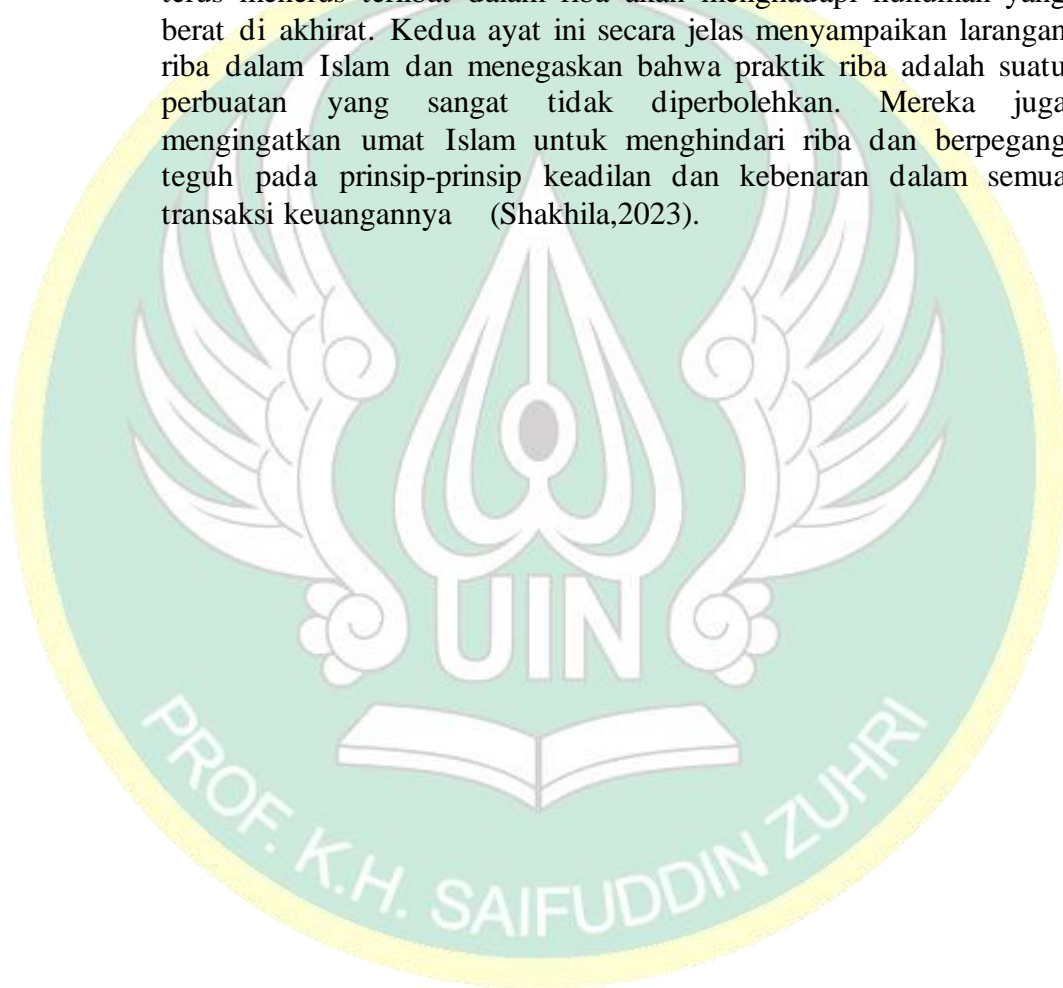 berat di akhirat. Kedua ayat ini secara jelas menyampaikan larangan
riba dalam Islam dan menegaskan bahwa praktik riba adalah suatu
perbuatan yang sangat tidak diperbolehkan. Mereka juga
mengingatkan umat Islam untuk menghindari riba dan berpegang
teguh pada prinsip-prinsip keadilan dan kebenaran dalam semua
transaksi keuangannya (Shakhila,2023).
UIN
PROF. K.H. SAIFUDDIN ZUHRI